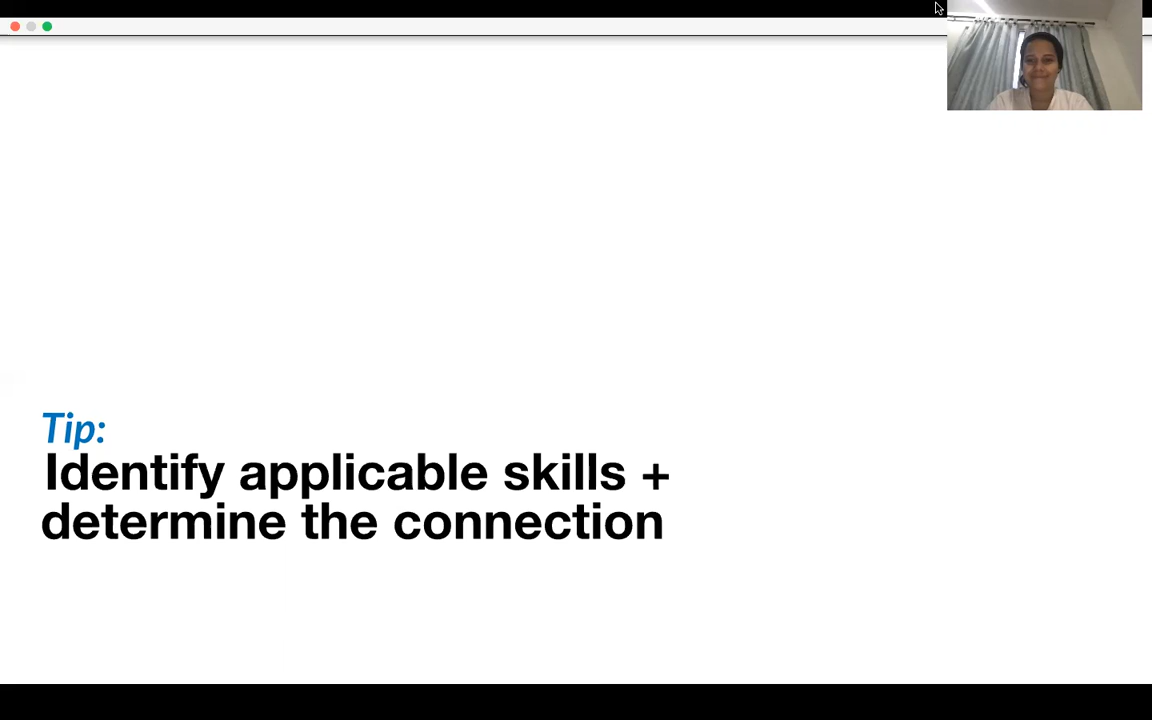 Tip:
Identify applicable skills +
determine the connection